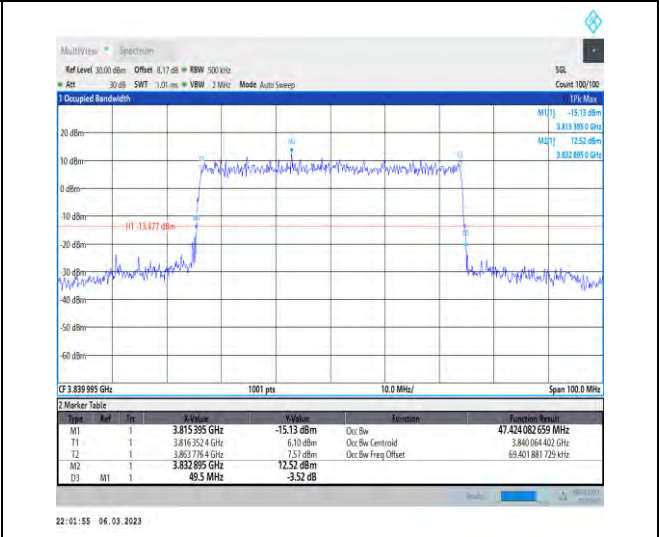 MultiView Spectrum
Ref Level 30.00 dBm Offset 8.17 dB RBW 500 kHz SGL
Att 30 dB SWT 1.01 ms VBW 2 MHz Mode Auto Sweep Count 100/100
1 Occupied Bandwidth 1Pk Max
M1[1] -15.13 dBm
3.815 395 0 GHz
M2[1] 12.52 dBm
3.832 895 0 GHz
20 dBm
10 dBm
0 dBm
-10 dBm
H1 -13.677 dBm
-20 dBm
-30 dBm
-40 dBm
-50 dBm
-60 dBm
M2
T1
CF 3.839 995 GHz 1001 pts 10.0 MHz/ Span 100.0 MHz
2 Marker Table
Type Ref Trc X-Value Y-Value Function Function Result
M1 1 3.815 395 GHz -15.13 dBm Occ Bw 47.424 082 659 MHz
T1 1 3.816 352 4 GHz 6.10 dBm Occ Bw Centroid 3.840 064 402 GHz
T2 1 3.863 776 4 GHz 7.57 dBm Occ Bw Freq Offset 69.401 881 729 kHz
M2 1 3.832 895 GHz 12.52 dBm
D3 M1 1 49.5 MHz -3.52 dB
22:01:55 06.03.2023